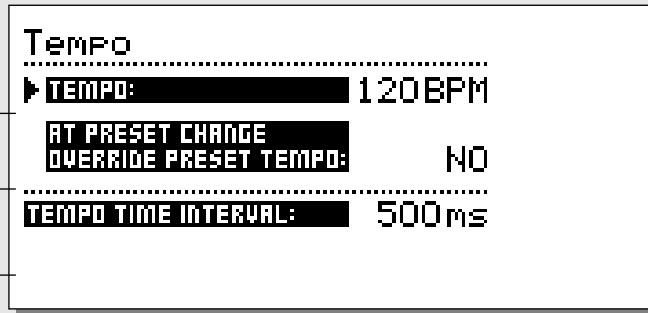 Tempo
TEMPO: 120BPM
AT PRESET CHANGE
OVERRIDE PRESET TEMPO: NO
TEMPO TIME INTERVAL: 500ms